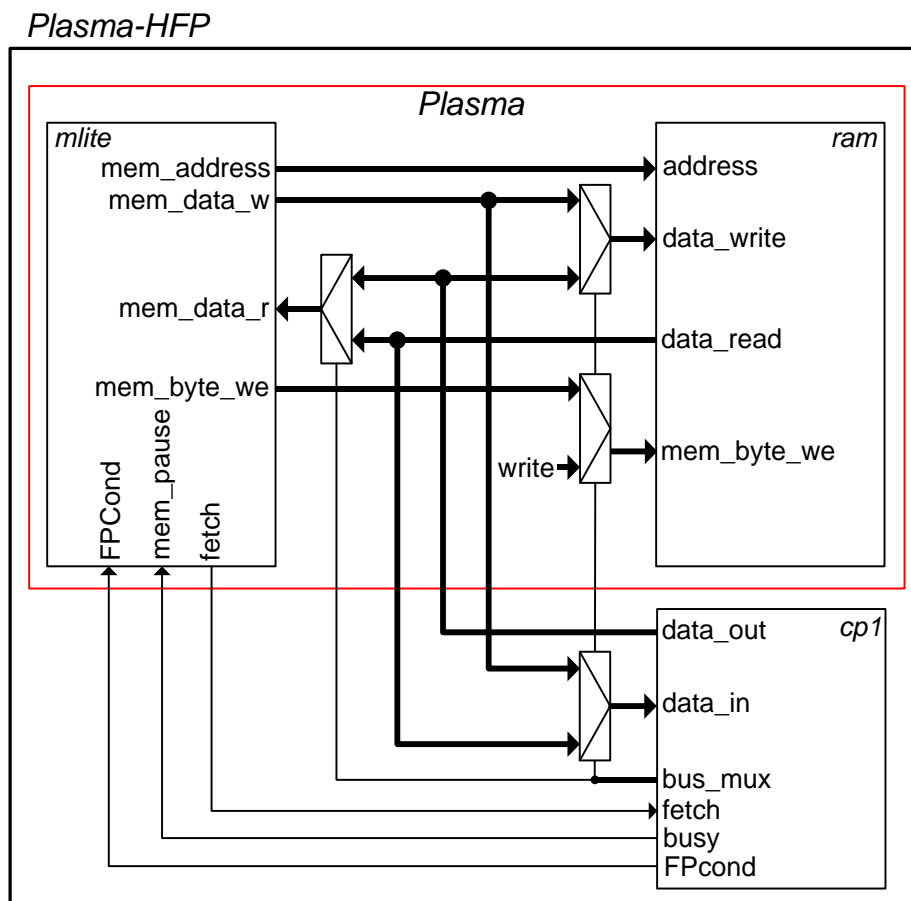 Plasma-HFP
Plasma
mlite
ram
mem_address
address
mem_data_w
data_write
mem_data_r
data_read
mem_byte_we
mem_byte_we
write
FPCond
mem_pause
fetch
data_out
cp1
data_in
bus_mux
fetch
busy
FPcond